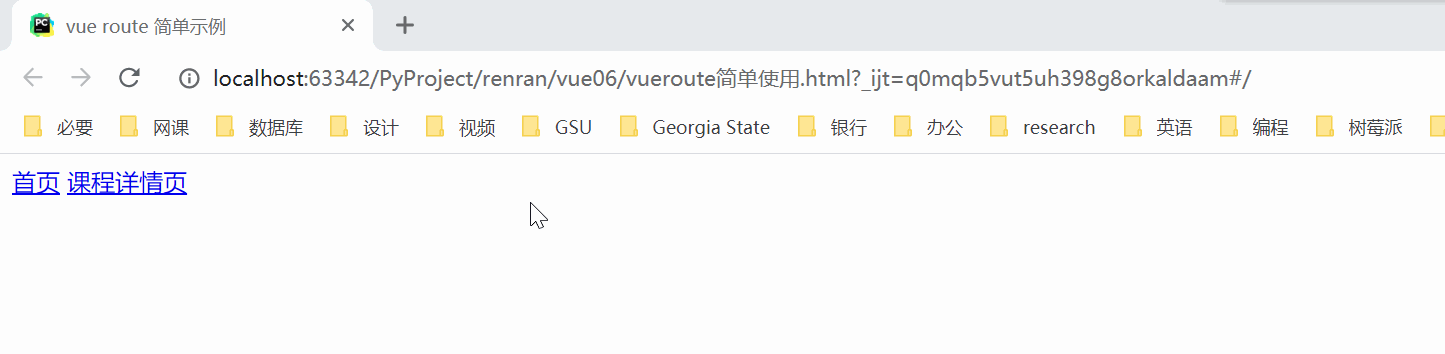 vue route 简单示例
localhost:63342/PyProject/renran/vue06/vueroute简单使用.html?_ijt=q0mqb5vut5uh398g8orkaldaam#/
必要 网课 数据库 设计 视频 GSU Georgia State 银行 办公 research 英语 编程 树莓派
首页 课程详情页